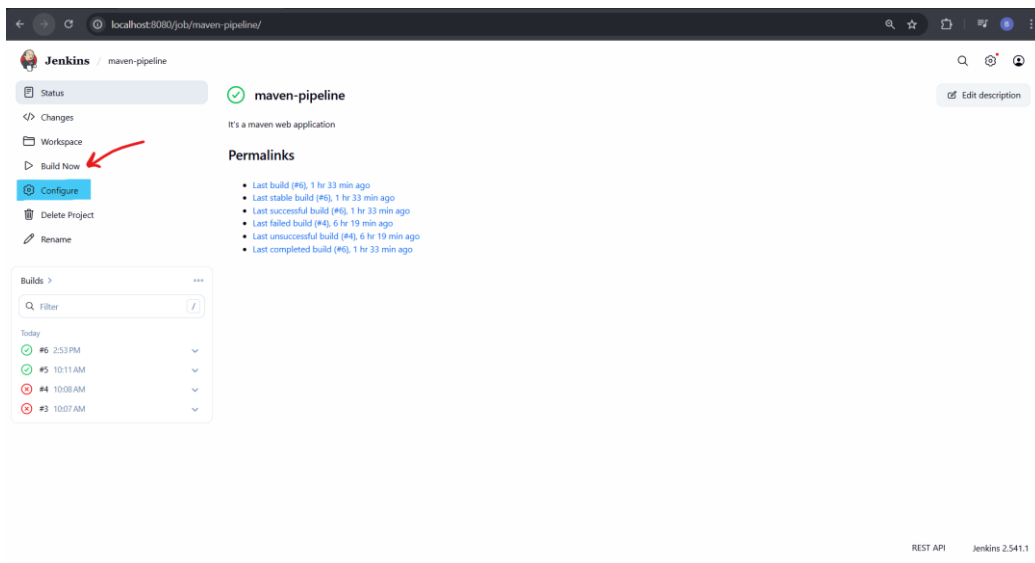 localhost:8080/job/maven-pipeline/
B
Jenkins / maven-pipeline
Status
Changes
Workspace
Build Now
Configure
Delete Project
Rename
Builds >
Filter
/
Today
#6 2:53 PM
#5 10:11 AM
#4 10:08 AM
#3 10:07 AM
maven-pipeline
Edit description
It's a maven web application
Permalinks
Last build (#6), 1 hr 33 min ago
Last stable build (#6), 1 hr 33 min ago
Last successful build (#6), 1 hr 33 min ago
Last failed build (#4), 6 hr 19 min ago
Last unsuccessful build (#4), 6 hr 19 min ago
Last completed build (#6), 1 hr 33 min ago
REST API
Jenkins 2.541.1